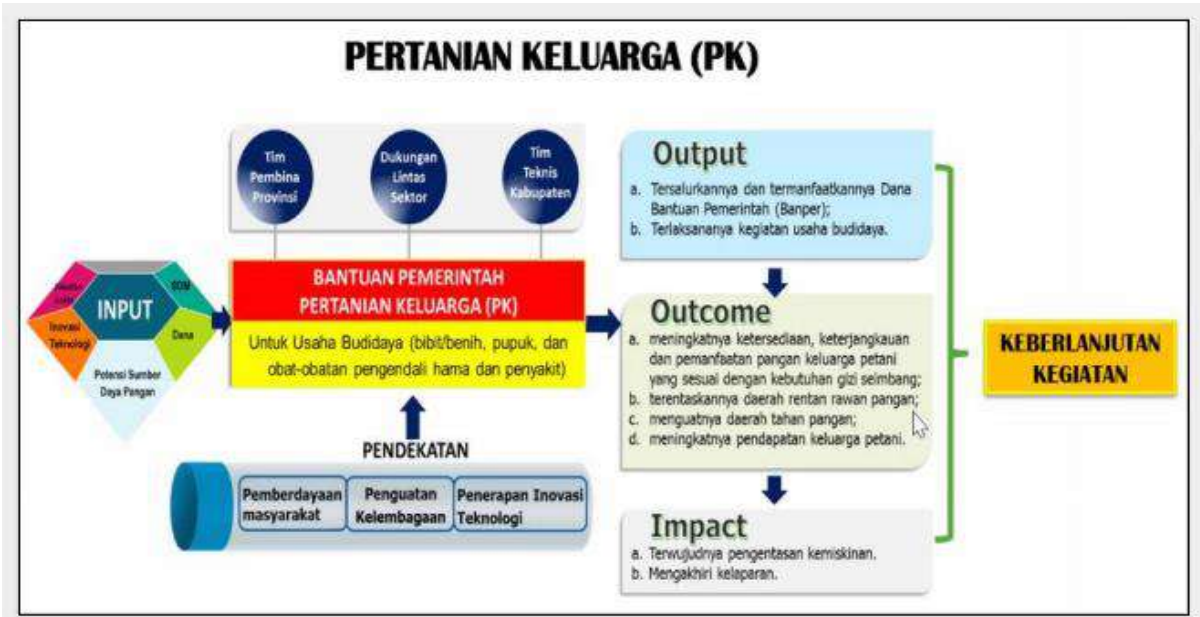 PERTANIAN KELUARGA (PK)
Tim
Pembina
Provinsi
Dukungan
Lintas
Sektor
Tim
Teknis
Kabupaten
BANTUAN PEMERINTAH
PERTANIAN KELUARGA (PK)
Untuk Usaha Budidaya (bibit/benih, pupuk, dan
obat-obatan pengendali hama dan penyakit)
INPUT
SDM
Inovasi
Teknologi
Dana
Potensi Sumber
Daya Pangan
PENDEKATAN
Pemberdayaan
masyarakat
Penguatan
Kelembagaan
Penerapan Inovasi
Teknologi
Output
a. Tersalurkannya dan termanfaatkannya Dana
Bantuan Pemerintah (Banper);
b. Terlaksananya kegiatan usaha budidaya.
Outcome
a. meningkatnya ketersediaan, keterjangkauan
dan pemanfaatan pangan keluarga petani
yang sesuai dengan kebutuhan gizi seimbang;
b. terentaskannya daerah rentan rawan pangan;
c. menguatnya daerah tahan pangan;
d. meningkatnya pendapatan keluarga petani.
Impact
a. Terwujudnya pengentasan kemiskinan.
b. Mengakhiri kelaparan.
KEBERLANJUTAN
KEGIATAN